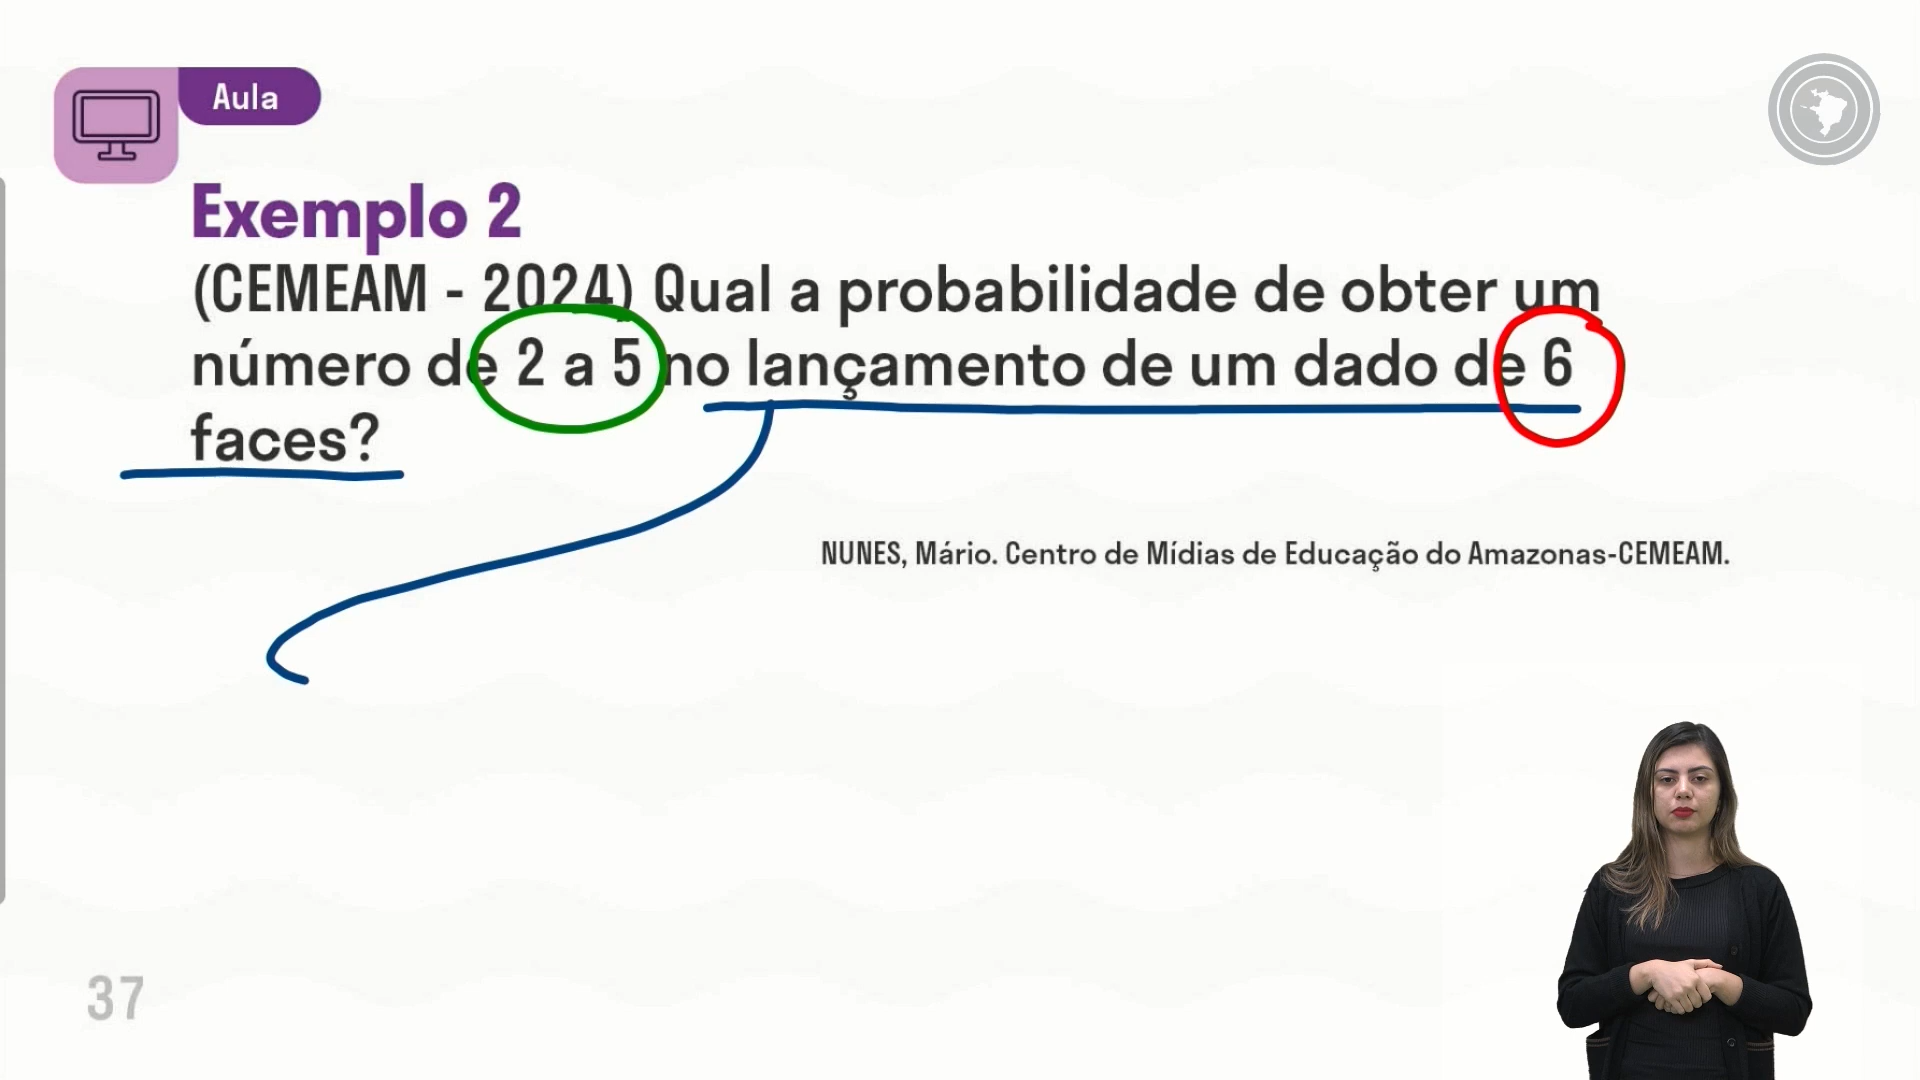 Aula
Exemplo 2
(CEMEAM - 2024) Qual a probabilidade de obter um
número de 2 a 5 no lançamento de um dado de 6
faces?
NUNES, Mário. Centro de Mídias de Educação do Amazonas-CEMEAM.
37